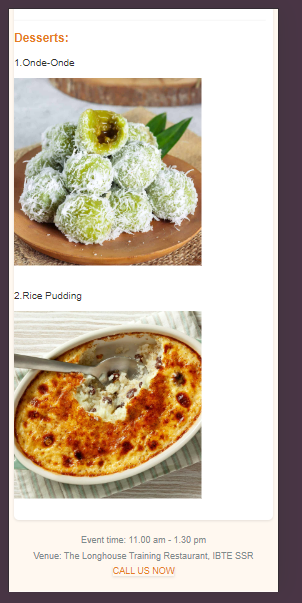 Desserts:
1.Onde-Onde
2.Rice Pudding
Event time: 11.00 am - 1.30 pm
Venue: The Longhouse Training Restaurant, IBTE SSR
CALL US NOW